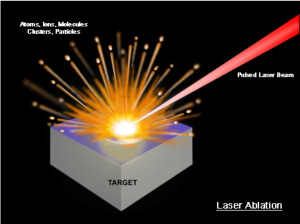 Atoms, Ions, Molecules
Clusters, Particles
Pulsed Laser Beam
TARGET
Laser Ablation